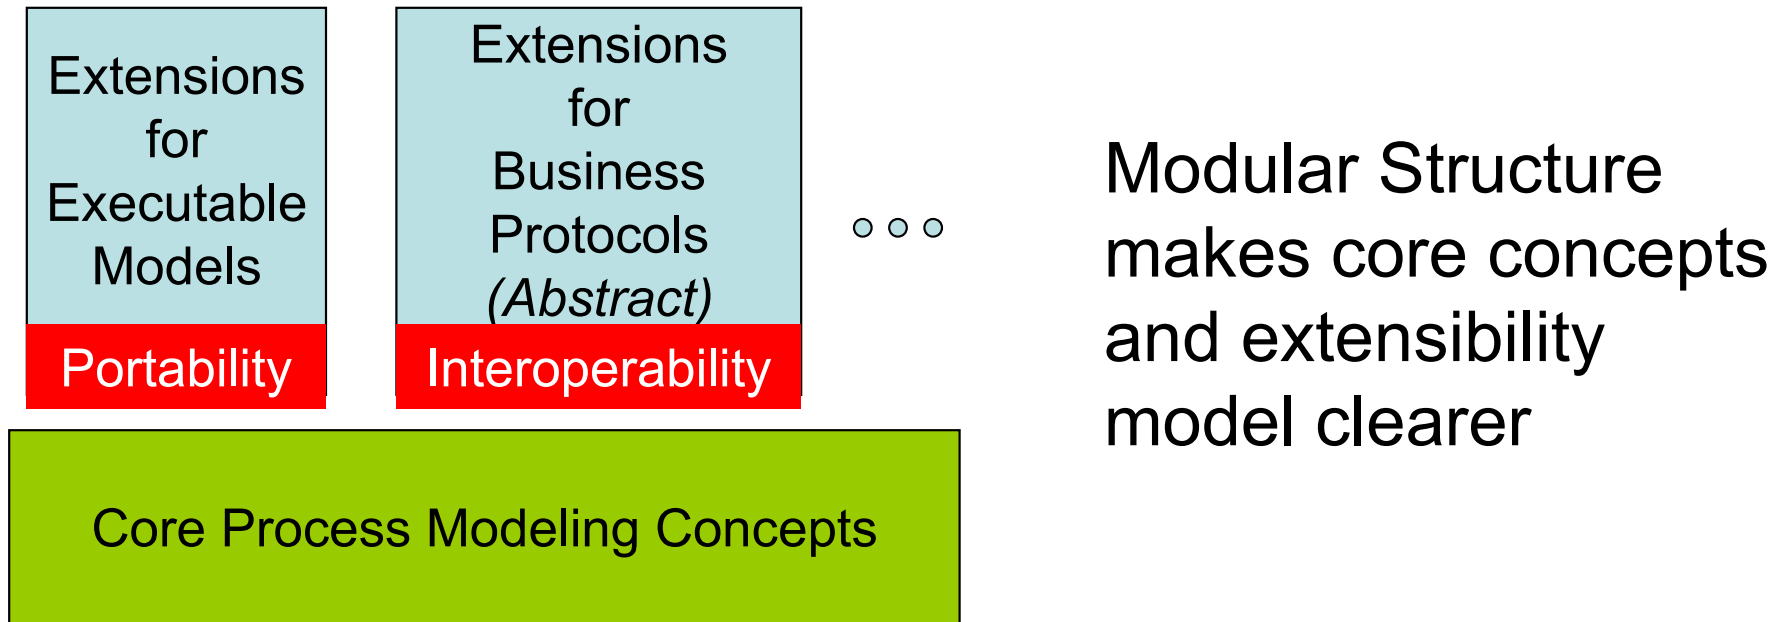 Extensions
for
Executable
Models
Portability
Extensions
for
Business
Protocols
(Abstract)
Interoperability
Core Process Modeling Concepts
Modular Structure
makes core concepts
and extensibility
model clearer